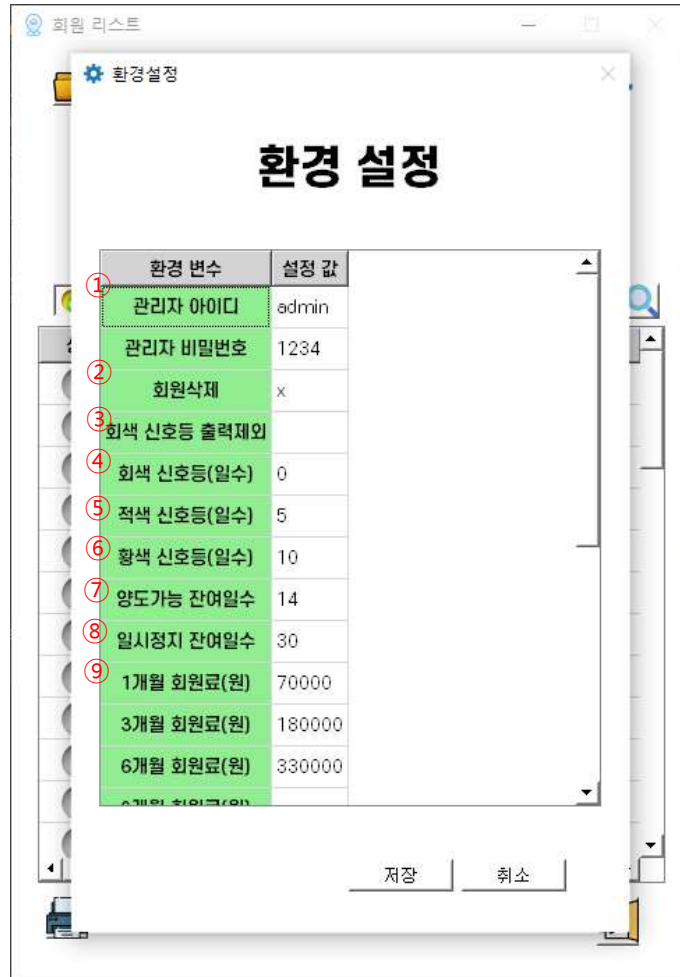 회원 리스트
환경설정
환경 설정
환경 변수 설정 값
① 관리자 아이디 admin
관리자 비밀번호 1234
② 회원삭제 x
③ 회색 신호등 출력제외
④ 회색 신호등(일수) 0
⑤ 적색 신호등(일수) 5
⑥ 황색 신호등(일수) 10
⑦ 양도가능 잔여일수 14
⑧ 일시정지 잔여일수 30
⑨ 1개월 회원료(원) 70000
3개월 회원료(원) 180000
6개월 회원료(원) 330000
저장 취소